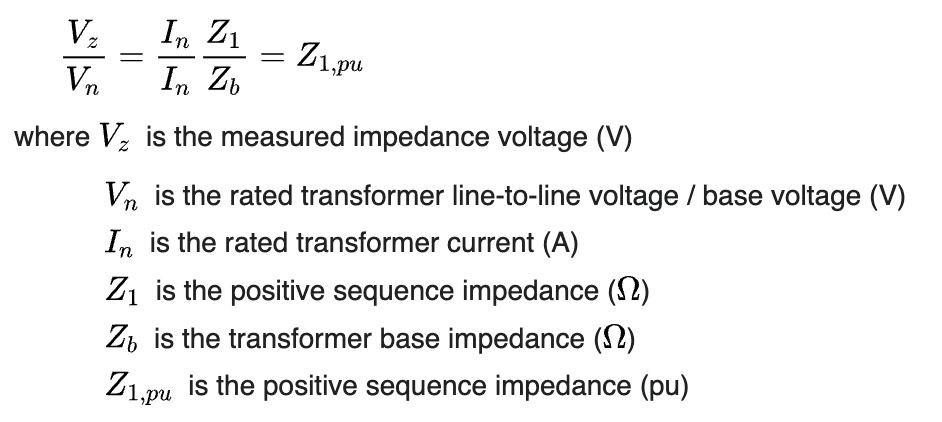 \frac{V_z}{V_n} = \frac{I_n}{I_n} \frac{Z_1}{Z_b} = Z_{1,pu}
where V_z is the measured impedance voltage (V)
V_n is the rated transformer line-to-line voltage / base voltage (V)
I_n is the rated transformer current (A)
Z_1 is the positive sequence impedance (Ω)
Z_b is the transformer base impedance (Ω)
Z_{1,pu} is the positive sequence impedance (pu)